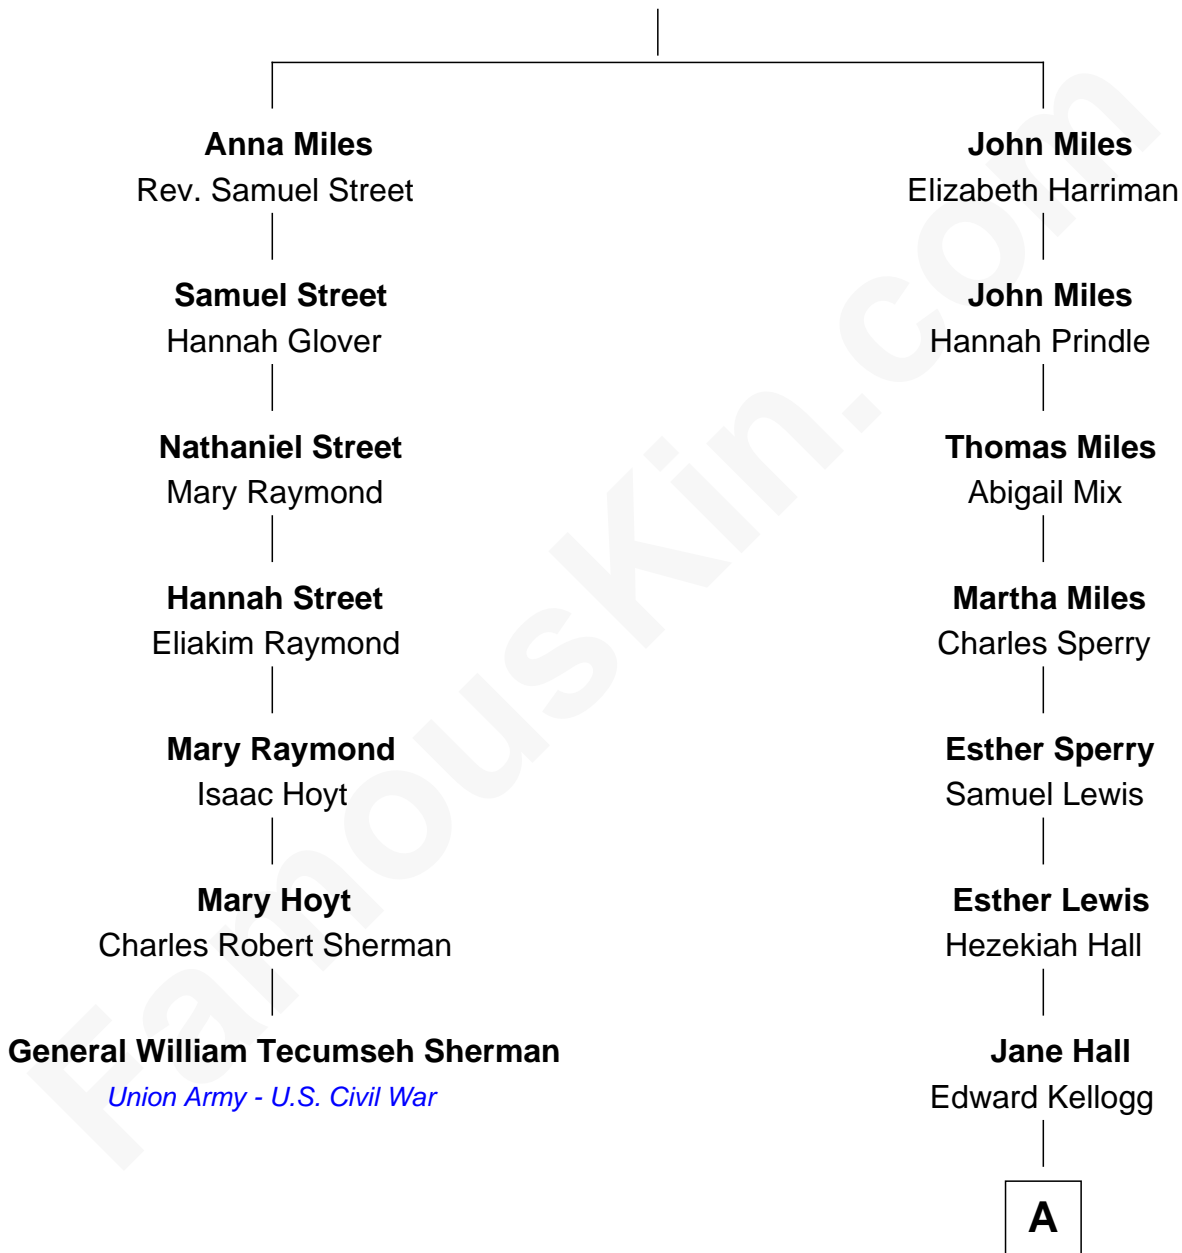 Anna Miles
Rev. Samuel Street
Samuel Street
Hannah Glover
Nathaniel Street
Mary Raymond
Hannah Street
Eliakim Raymond
Mary Raymond
Isaac Hoyt
Mary Hoyt
Charles Robert Sherman
General William Tecumseh Sherman
Union Army - U.S. Civil War
John Miles
Elizabeth Harriman
John Miles
Hannah Prindle
Thomas Miles
Abigail Mix
Martha Miles
Charles Sperry
Esther Sperry
Samuel Lewis
Esther Lewis
Hezekiah Hall
Jane Hall
Edward Kellogg
A
FamousKin.com